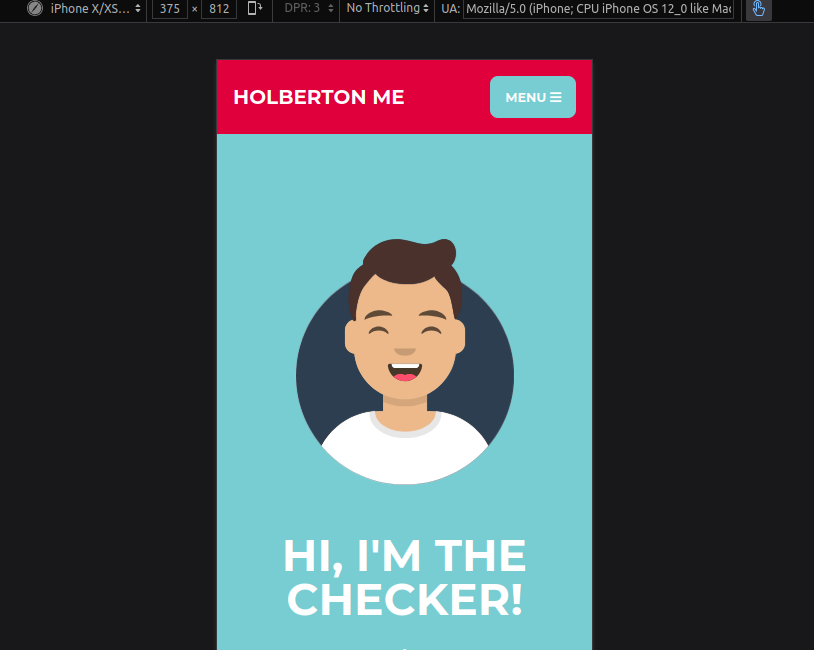 iPhone X/XS... 375 × 812 DPR: 3 No Throttling UA: Mozilla/5.0 (iPhone; CPU iPhone OS 12_0 like Mac
HOLBERTON ME
MENU
HI, I'M THE
CHECKER!